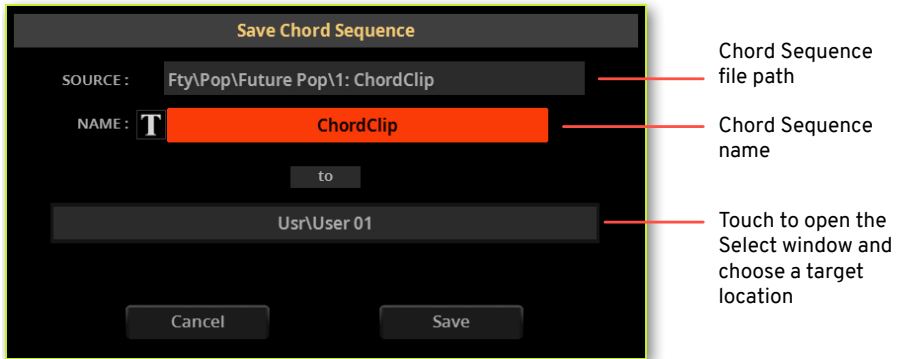 Save Chord Sequence
SOURCE : Fty\Pop\Future Pop\1: ChordClip
NAME : T ChordClip
to
Usr\User 01
Cancel Save
Chord Sequence
file path
Chord Sequence
name
Touch to open the
Select window and
choose a target
location